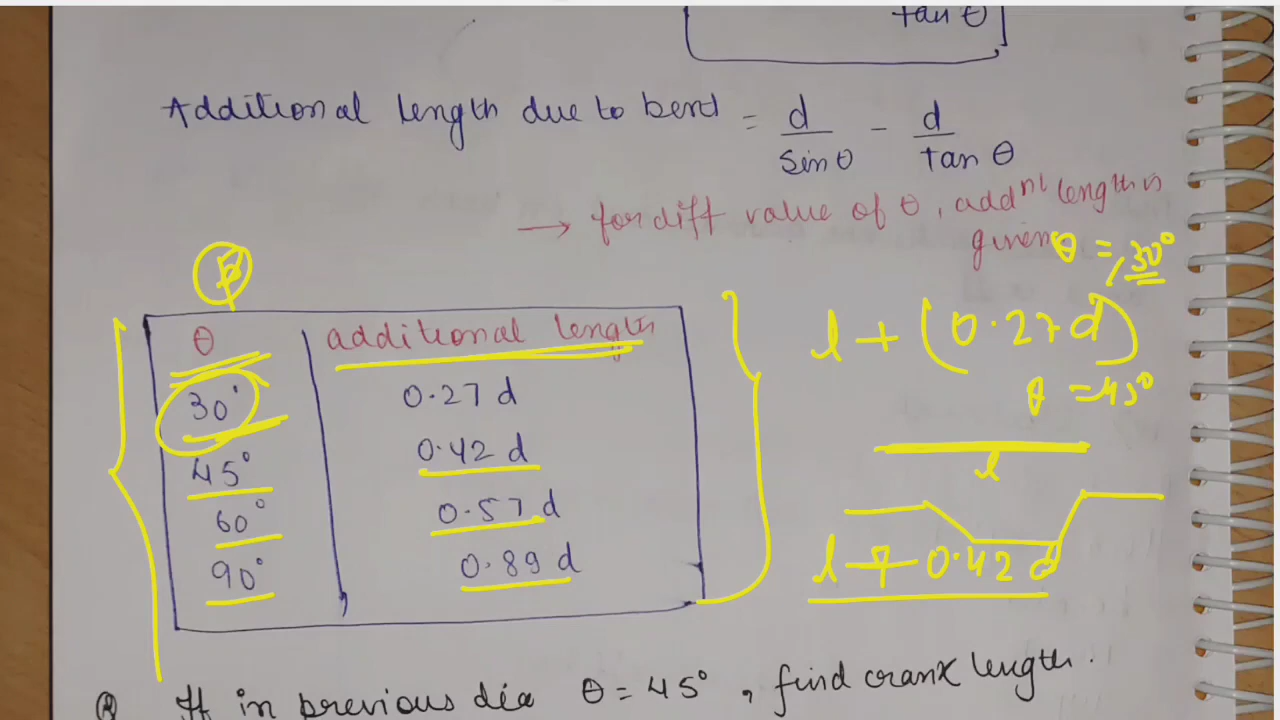 tan θ
Additional length due to bend = d/sin θ - d/tan θ
→ for diff value of θ, addnl length is
given
θ = 30°
θ additional length
30° 0.27 d
45° 0.42 d
60° 0.57 d
90° 0.89 d
l + (0.27d)
θ = 45°
l
l + 0.42 d
Q If in previous dia θ = 45°, find crank length.